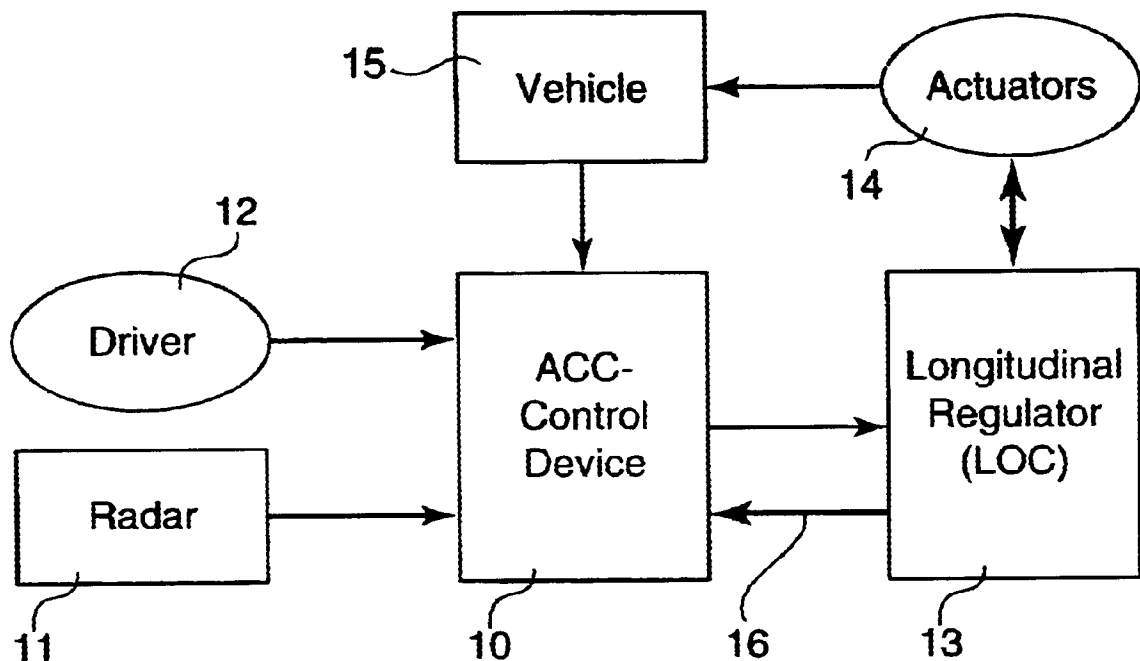 15
Vehicle
Actuators
14
12
Driver
ACC-
Control
Device
Longitudinal
Regulator
(LOC)
Radar
11
10
16
13